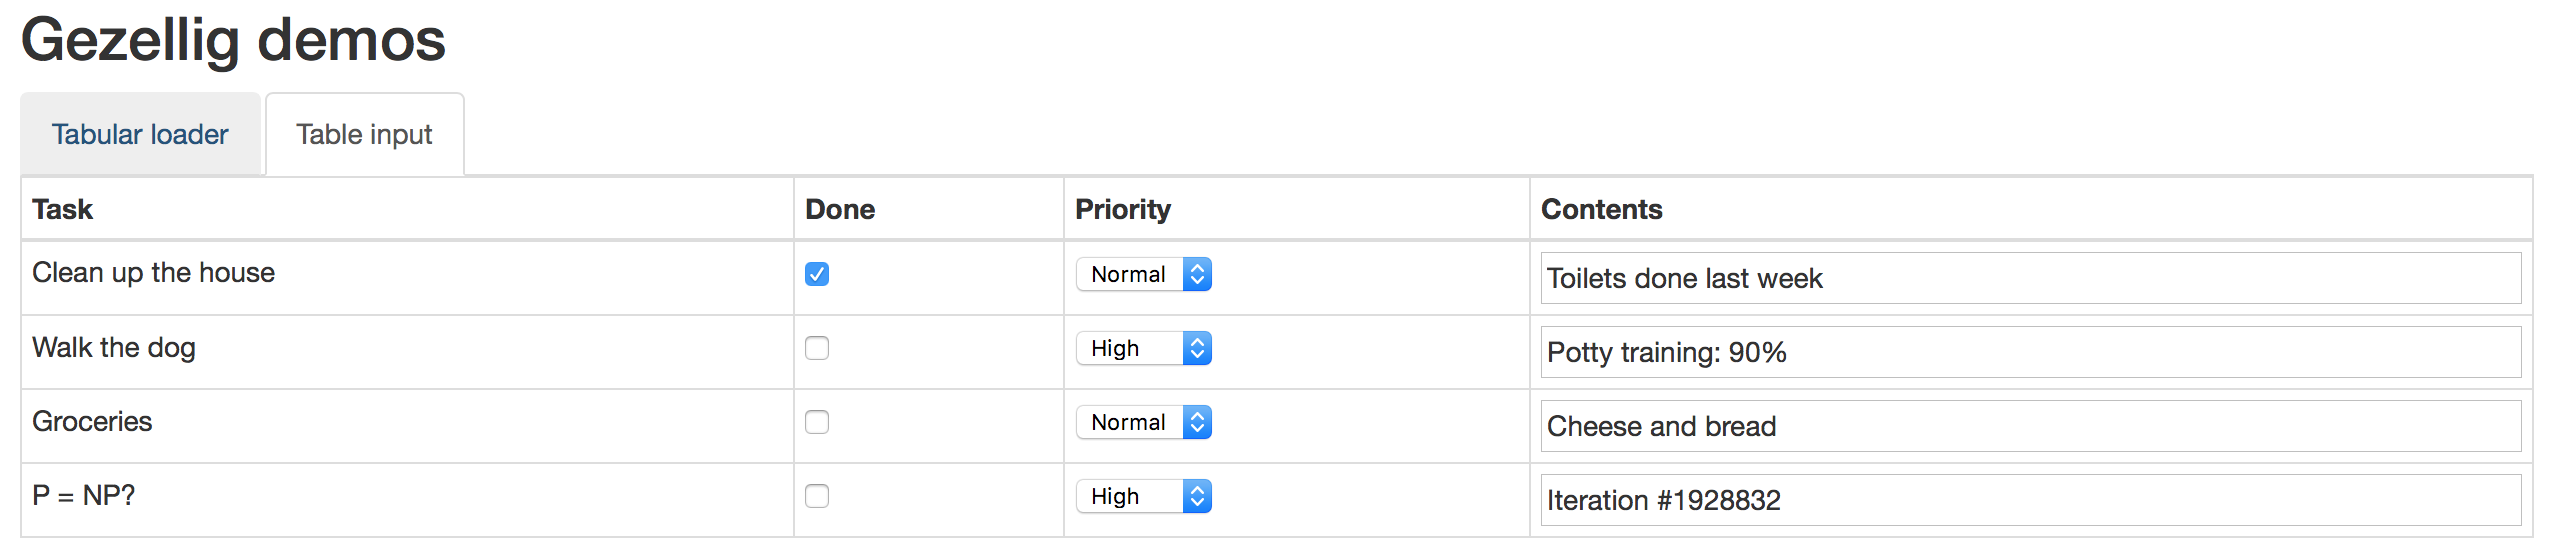 Gezellig demos
Tabular loader Table input
Task Done Priority Contents
Clean up the house Normal Toilets done last week
Walk the dog High Potty training: 90%
Groceries Normal Cheese and bread
P = NP? High Iteration #1928832